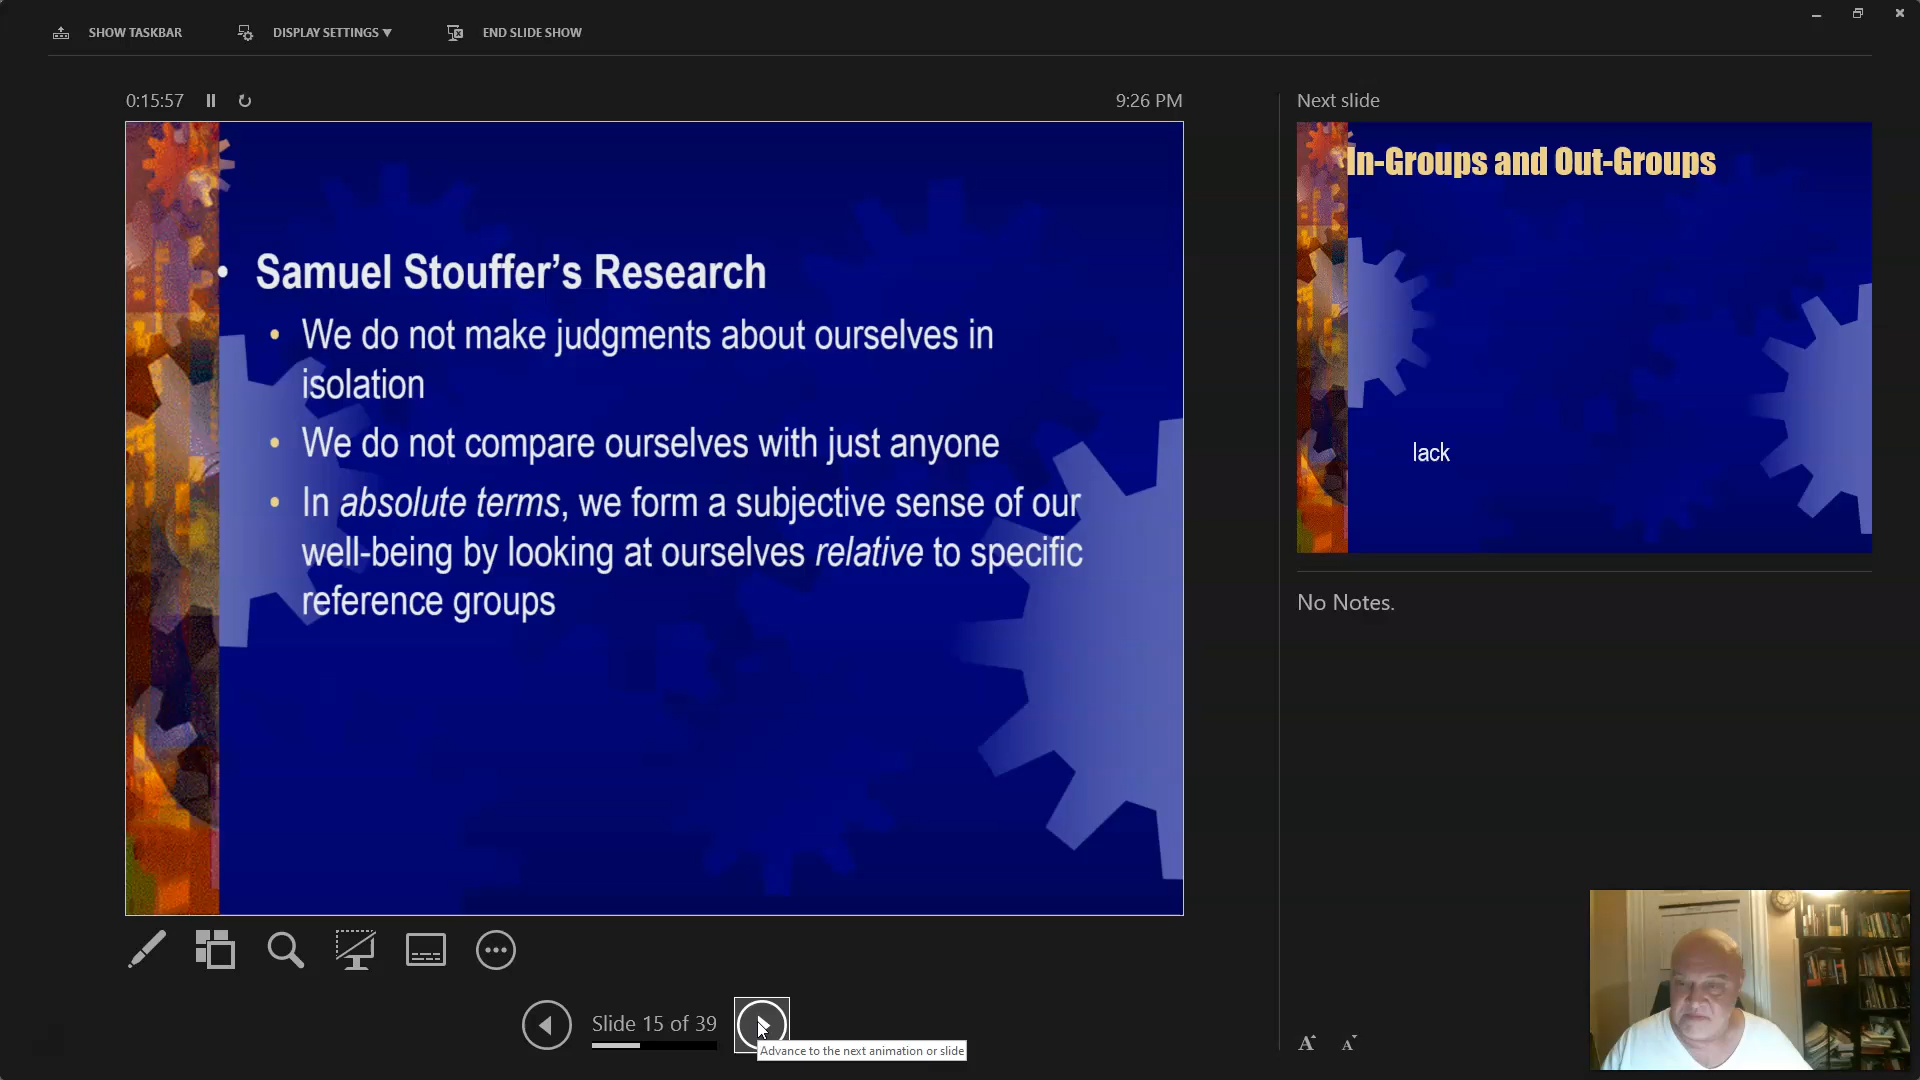 SHOW TASKBAR
DISPLAY SETTINGS ▼
END SLIDE SHOW
0:15:57
9:26 PM
• Samuel Stouffer’s Research
• We do not make judgments about ourselves in
isolation
• We do not compare ourselves with just anyone
• In absolute terms, we form a subjective sense of our
well-being by looking at ourselves relative to specific
reference groups
Slide 15 of 39
Advance to the next animation or slide
Next slide
In-Groups and Out-Groups
lack
No Notes.
A
A